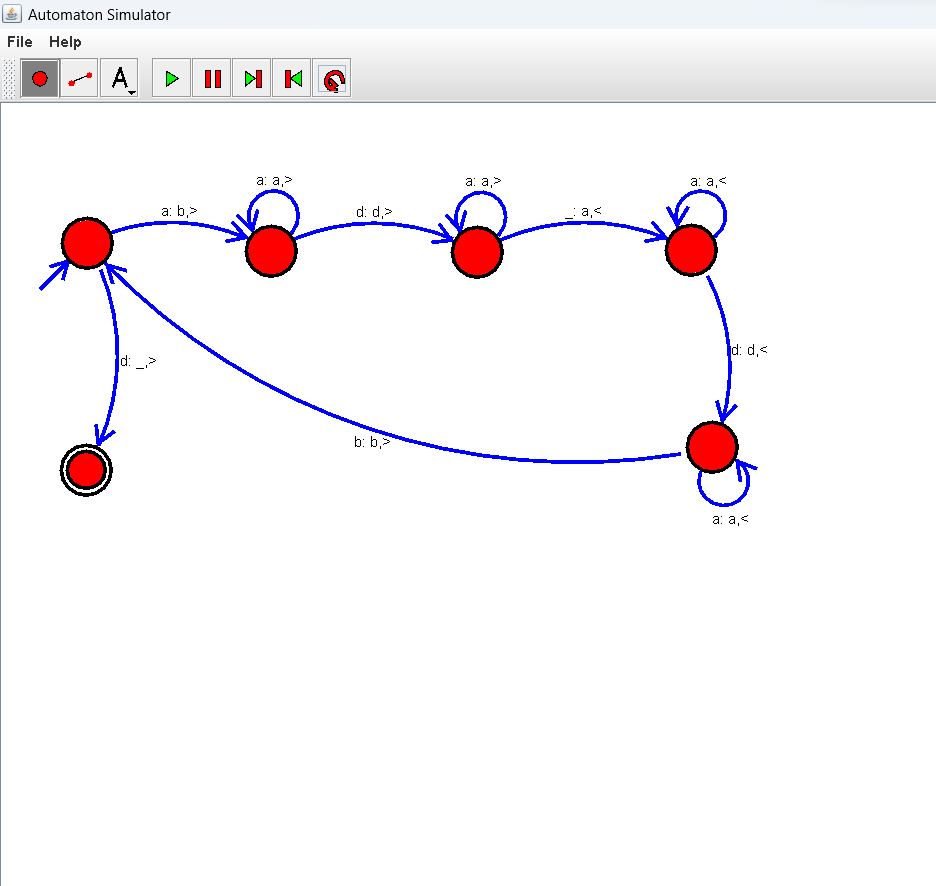 Automaton Simulator
File Help
A
a: a,>
a: a,>
a: a,<
a: b,>
d: d,>
_: a,<
d: d,<
d: _,>
b: b,>
a: a,<